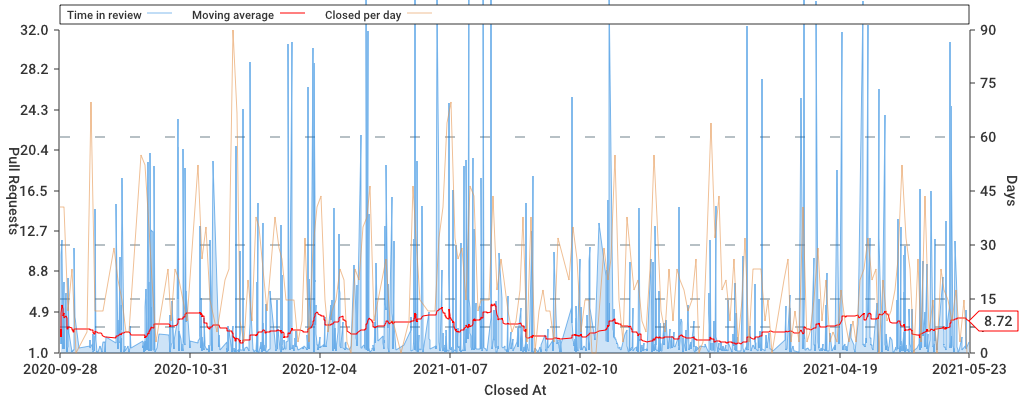 Time in review Moving average Closed per day
32.0 90
28.2 75
24.3 60
20.4
16.5 45
12.7 30
8.8
4.9 15
8.72
1.0 0
Pull Requests
Days
2020-09-28 2020-10-31 2020-12-04 2021-01-07 2021-02-10 2021-03-16 2021-04-19 2021-05-23
Closed At